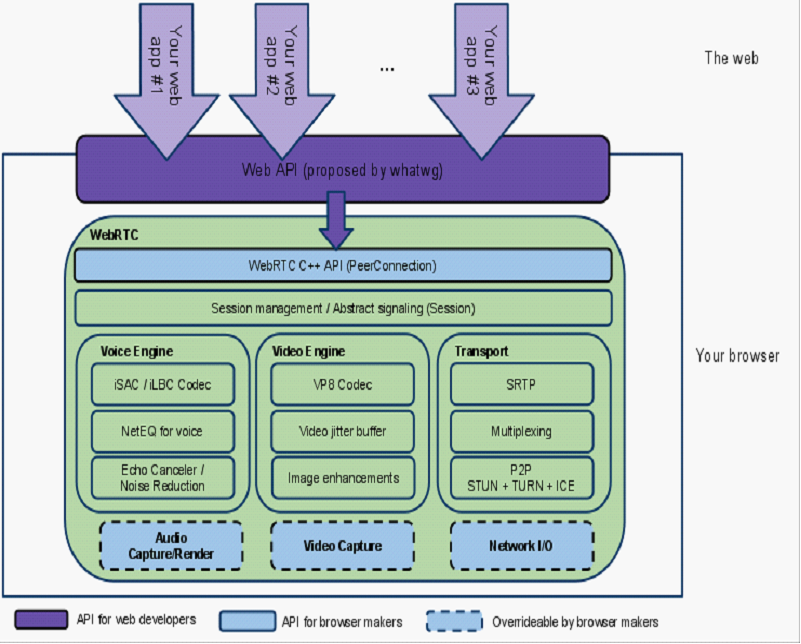 Your web
app #1
Your web
app #2
...
Your web
app #3
The web
Web API (proposed by whatwg)
WebRTC
WebRTC C++ API (PeerConnection)
Session management / Abstract signaling (Session)
Your browser
Voice Engine
iSAC / iLBC Codec
NetEQ for voice
Echo Canceler /
Noise Reduction
Video Engine
VP8 Codec
Video jitter buffer
Image enhancements
Transport
SRTP
Multiplexing
P2P
STUN + TURN + ICE
Audio
Capture/Render
Video Capture
Network I/O
API for web developers
API for browser makers
Overrideable by browser makers